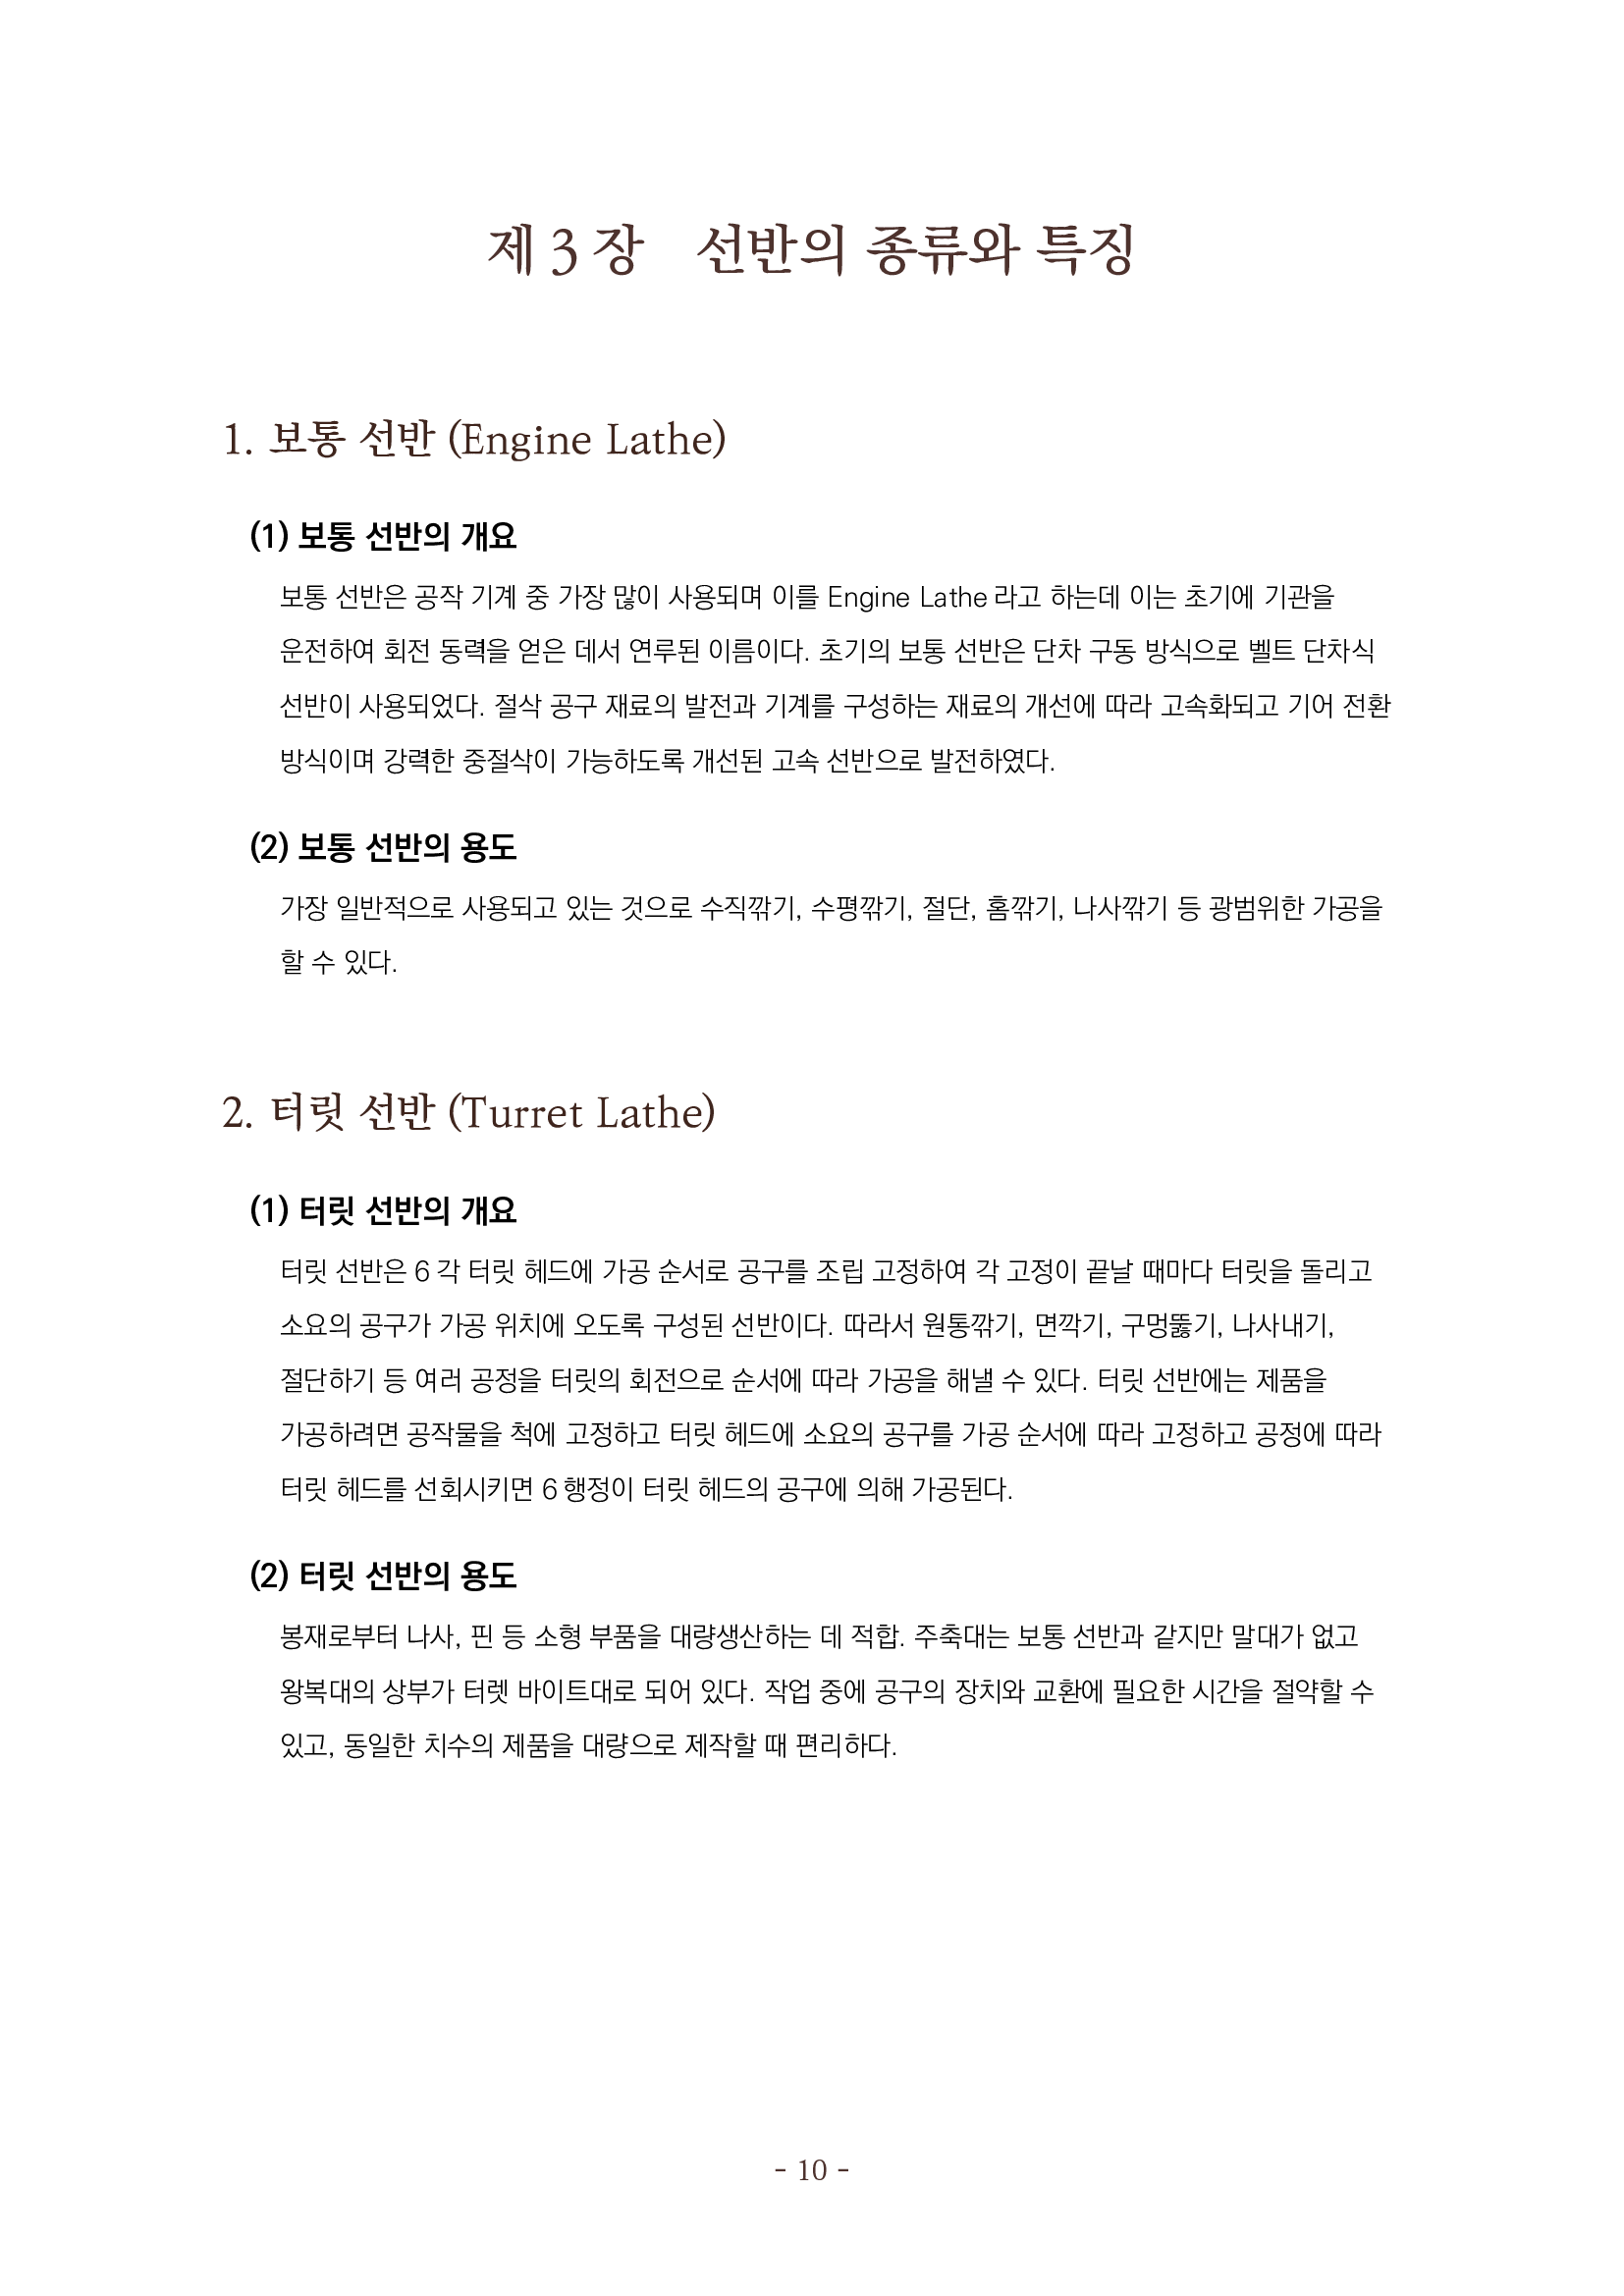 제 3 장 선반의 종류와 특징
1. 보통 선반 (Engine Lathe)
(1) 보통 선반의 개요
보통 선반은 공작 기계 중 가장 많이 사용되며 이를 Engine Lathe 라고 하는데 이는 초기에 기관을
운전하여 회전 동력을 얻은 데서 연루된 이름이다. 초기의 보통 선반은 단차 구동 방식으로 벨트 단차식
선반이 사용되었다. 절삭 공구 재료의 발전과 기계를 구성하는 재료의 개선에 따라 고속화되고 기어 전환
방식이며 강력한 중절삭이 가능하도록 개선된 고속 선반으로 발전하였다.
(2) 보통 선반의 용도
가장 일반적으로 사용되고 있는 것으로 수직깎기, 수평깎기, 절단, 홈깎기, 나사깎기 등 광범위한 가공을
할 수 있다.
2. 터릿 선반 (Turret Lathe)
(1) 터릿 선반의 개요
터릿 선반은 6 각 터릿 헤드에 가공 순서로 공구를 조립 고정하여 각 고정이 끝날 때마다 터릿을 돌리고
소요의 공구가 가공 위치에 오도록 구성된 선반이다. 따라서 원통깎기, 면깍기, 구멍뚫기, 나사내기,
절단하기 등 여러 공정을 터릿의 회전으로 순서에 따라 가공을 해낼 수 있다. 터릿 선반에는 제품을
가공하려면 공작물을 척에 고정하고 터릿 헤드에 소요의 공구를 가공 순서에 따라 고정하고 공정에 따라
터릿 헤드를 선회시키면 6 행정이 터릿 헤드의 공구에 의해 가공된다.
(2) 터릿 선반의 용도
봉재로부터 나사, 핀 등 소형 부품을 대량생산하는 데 적합. 주축대는 보통 선반과 같지만 말대가 없고
왕복대의 상부가 터렛 바이트대로 되어 있다. 작업 중에 공구의 장치와 교환에 필요한 시간을 절약할 수
있고, 동일한 치수의 제품을 대량으로 제작할 때 편리하다.
- 10 -